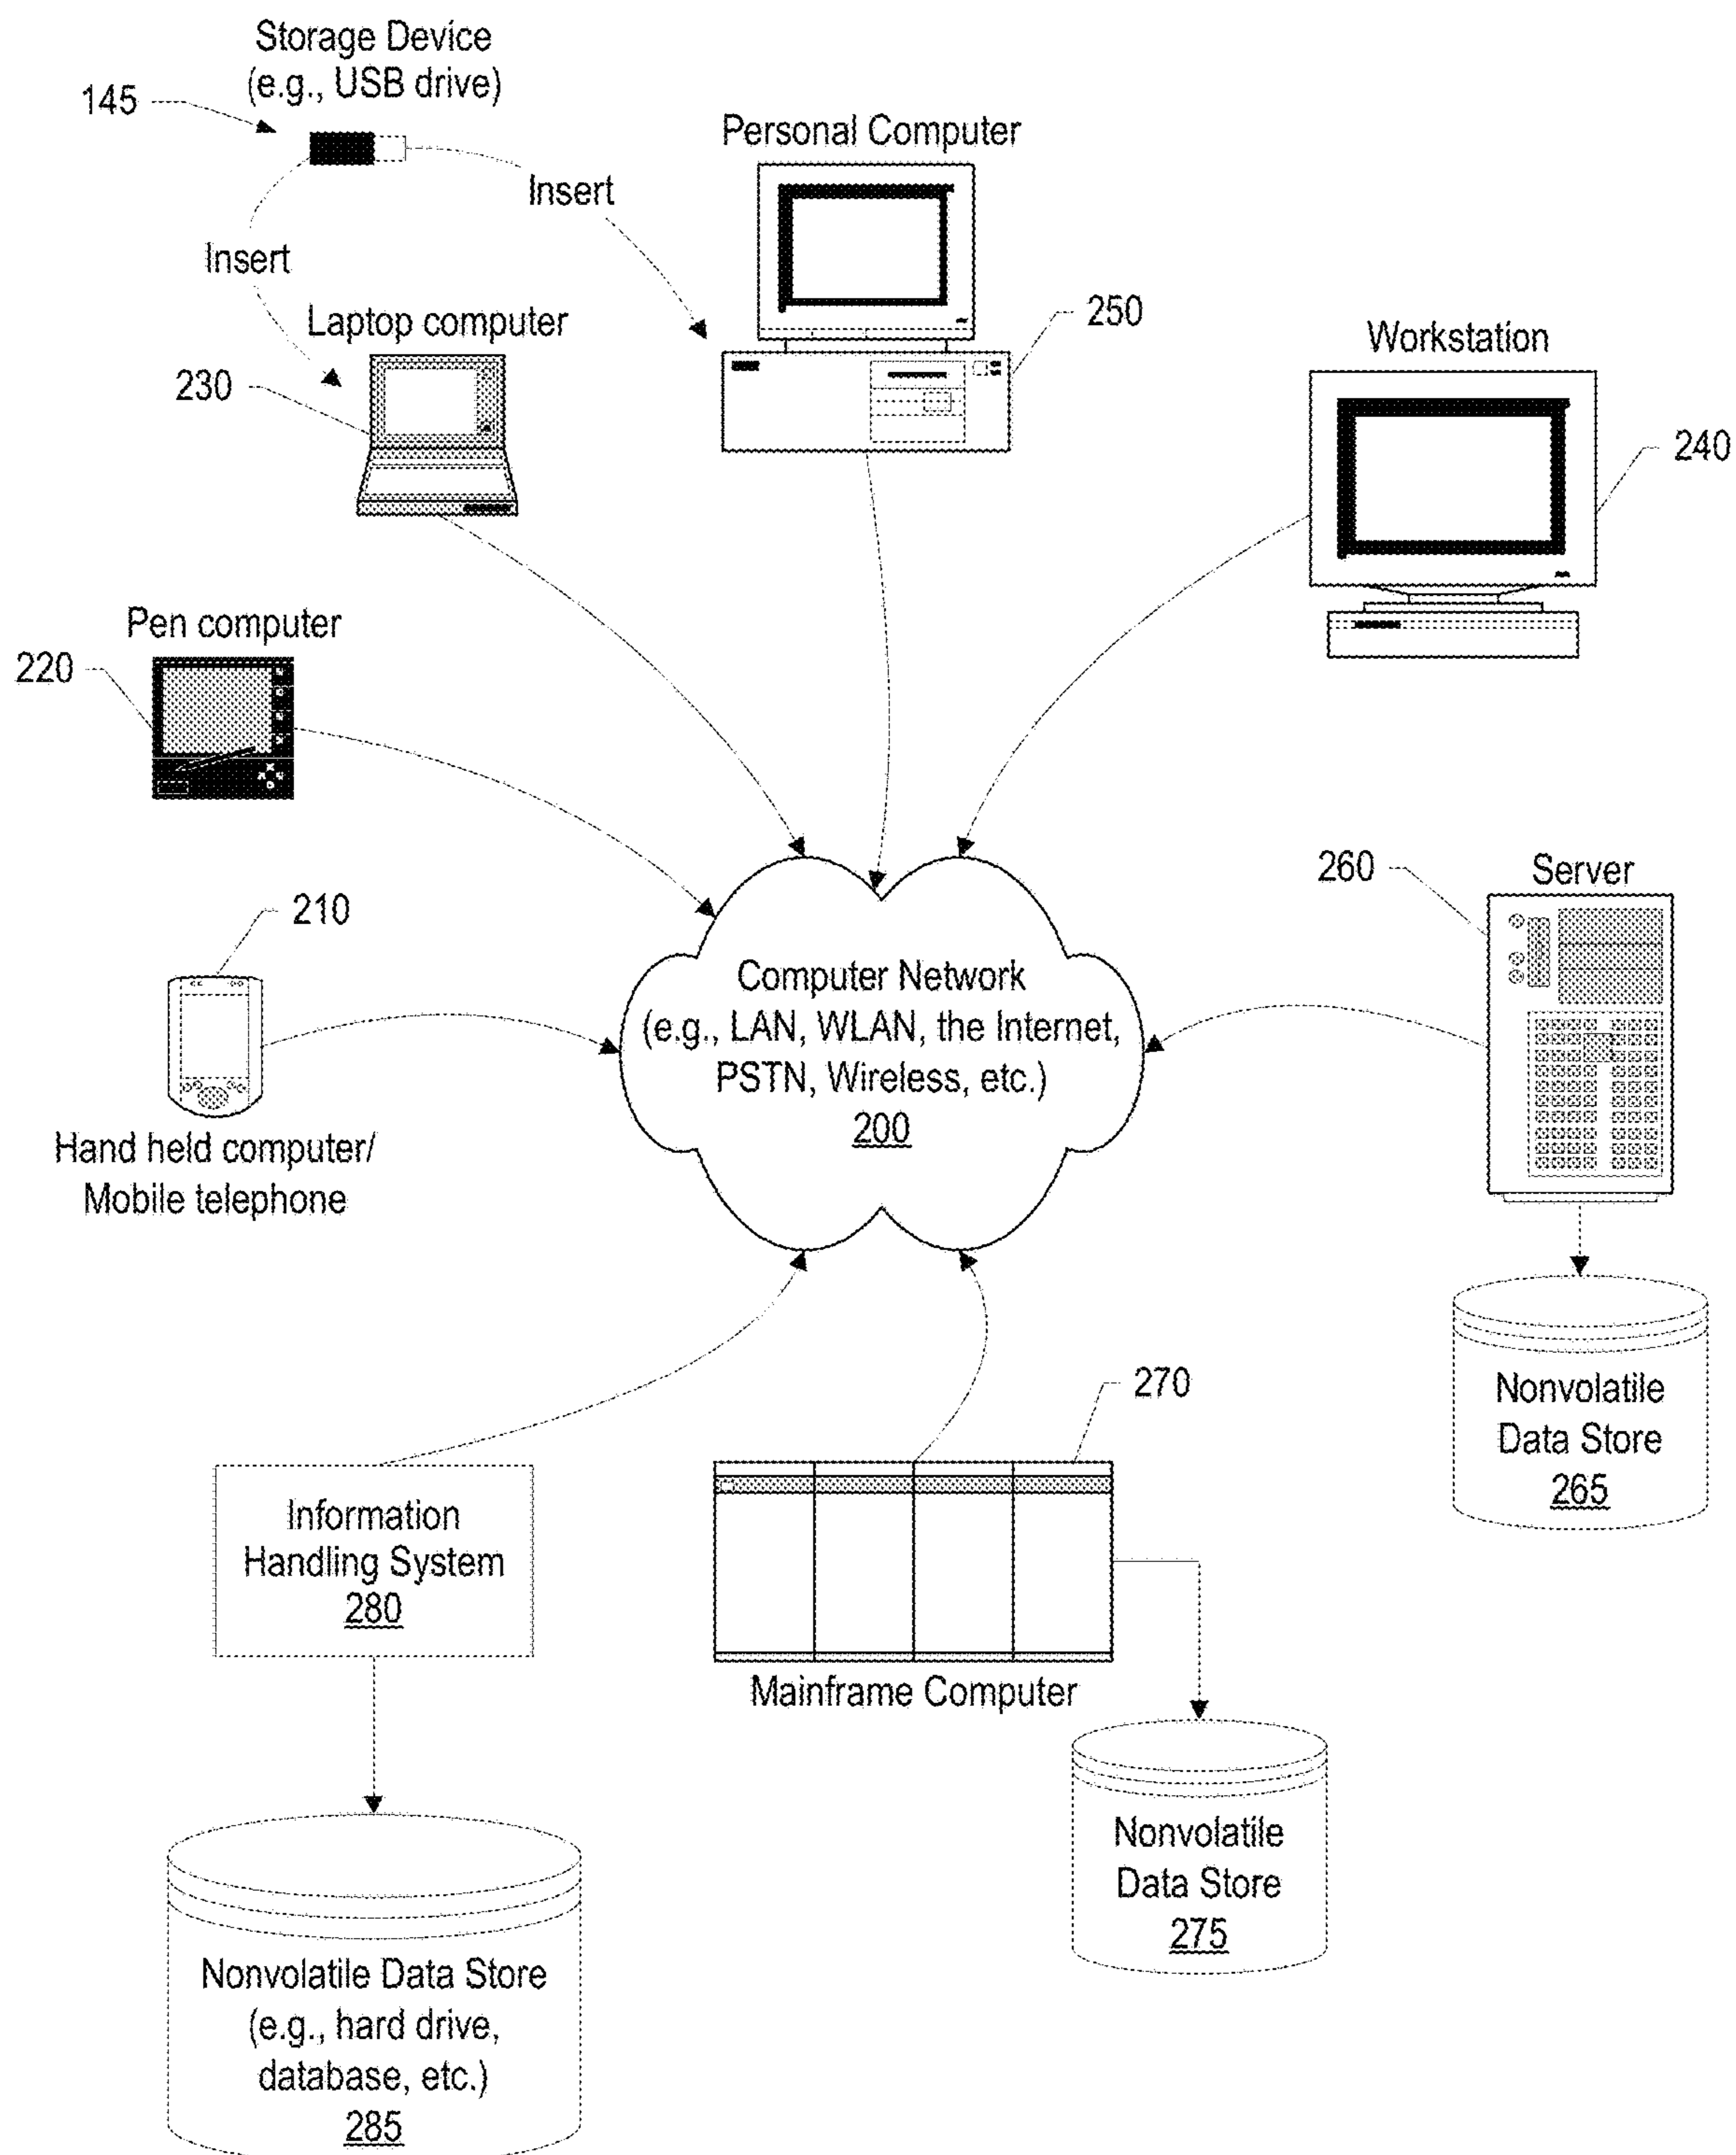 Storage Device
(e.g., USB drive)
145
Insert
Insert
Personal Computer
250
Laptop computer
230
Workstation
240
Pen computer
220
210
Hand held computer/
Mobile telephone
Computer Network
(e.g., LAN, WLAN, the Internet,
PSTN, Wireless, etc.)
200
260
Server
Nonvolatile
Data Store
265
Information
Handling System
280
270
Mainframe Computer
Nonvolatile
Data Store
275
Nonvolatile Data Store
(e.g., hard drive,
database, etc.)
285